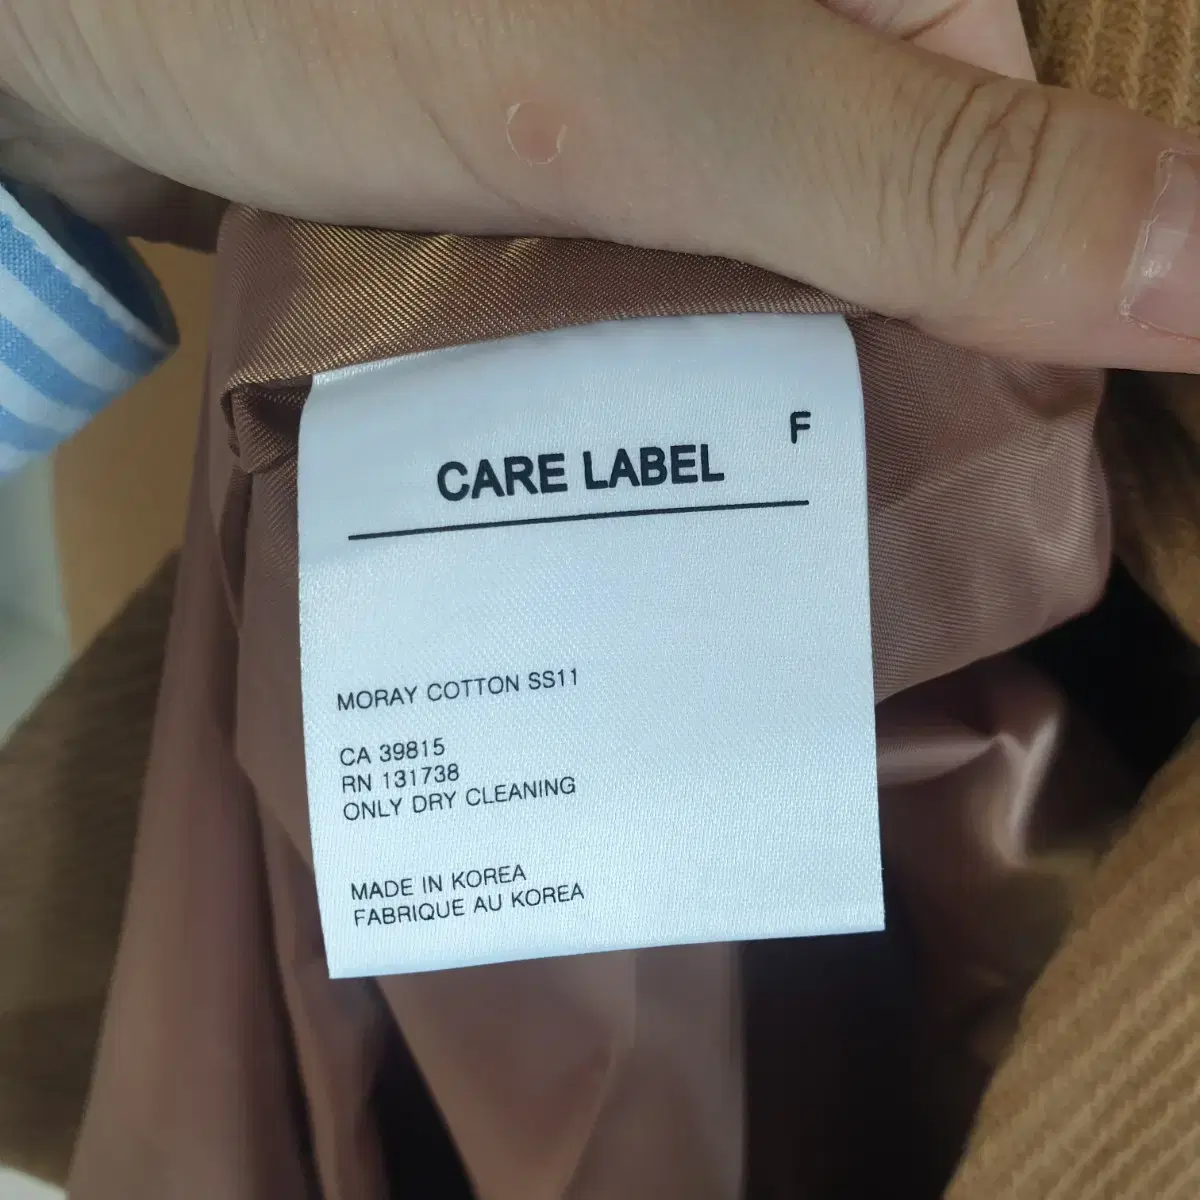 F
CARE LABEL
MORAY COTTON SS11
CA 39815
RN 131738
ONLY DRY CLEANING
MADE IN KOREA
FABRIQUE AU KOREA